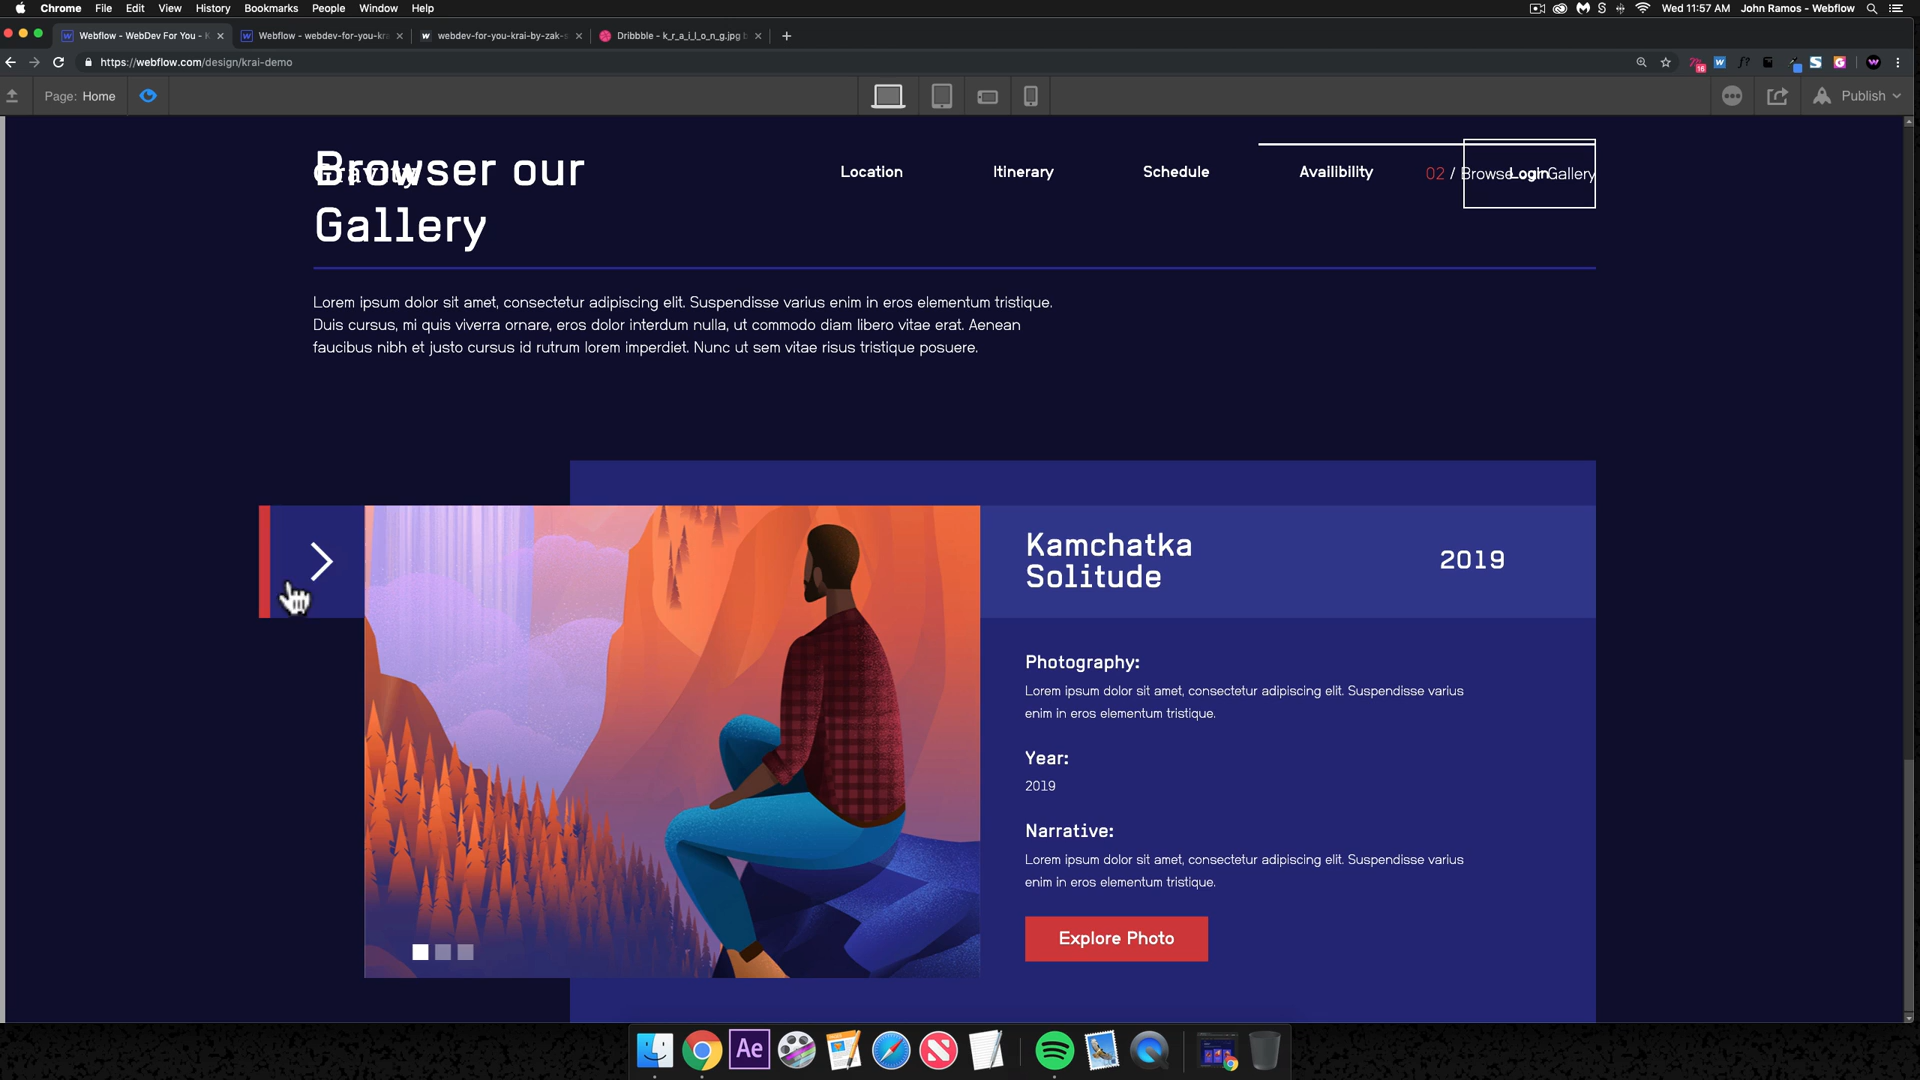 Chrome File Edit View History Bookmarks People Window Help
Wed 11:57 AM John Ramos - Webflow
Webflow - WebDev For You - K
Webflow - webdev-for-you-kra
webdev-for-you-krai-by-zak-s
Dribbble - k_r_a_i_l_o_n_g.jpg b
https://webflow.com/design/krai-demo
16
Page: Home
Publish
Gravity
Location
Itinerary
Schedule
Availibility
Login
Browser our
Gallery
02 / Browse our Gallery
Lorem ipsum dolor sit amet, consectetur adipiscing elit. Suspendisse varius enim in eros elementum tristique.
Duis cursus, mi quis viverra ornare, eros dolor interdum nulla, ut commodo diam libero vitae erat. Aenean
faucibus nibh et justo cursus id rutrum lorem imperdiet. Nunc ut sem vitae risus tristique posuere.
Kamchatka
Solitude
2019
Photography:
Lorem ipsum dolor sit amet, consectetur adipiscing elit. Suspendisse varius
enim in eros elementum tristique.
Year:
2019
Narrative:
Lorem ipsum dolor sit amet, consectetur adipiscing elit. Suspendisse varius
enim in eros elementum tristique.
Explore Photo
Ae